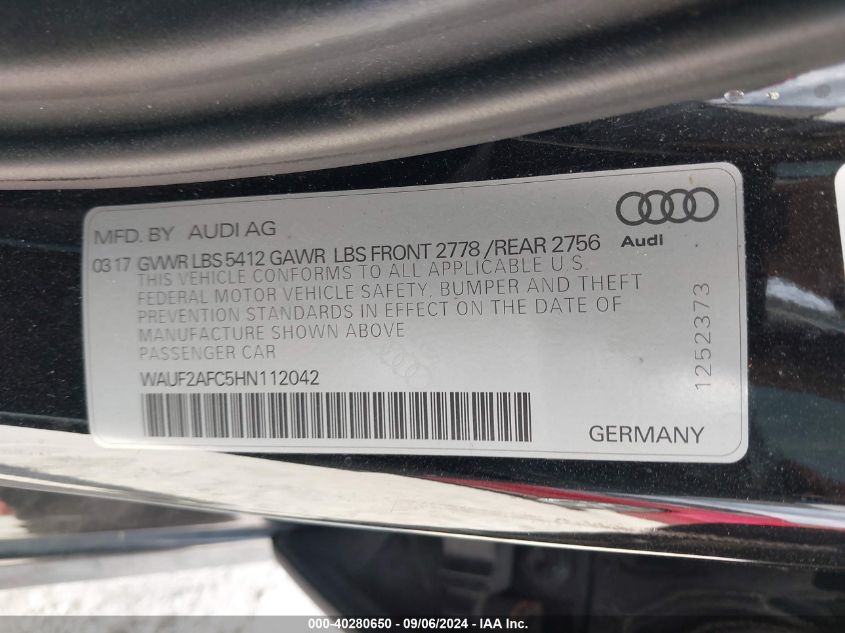 MFD. BY AUDI AG
Audi
03 17 GVWR LBS 5412 GAWR LBS FRONT 2778 /REAR 2756
THIS VEHICLE CONFORMS TO ALL APPLICABLE U.S.
FEDERAL MOTOR VEHICLE SAFETY, BUMPER AND THEFT
PREVENTION STANDARDS IN EFFECT ON THE DATE OF
MANUFACTURE SHOWN ABOVE
PASSENGER CAR
WAUF2AFC5HN112042
GERMANY
1252373
000-40280650 - 09/06/2024 - IAA Inc.